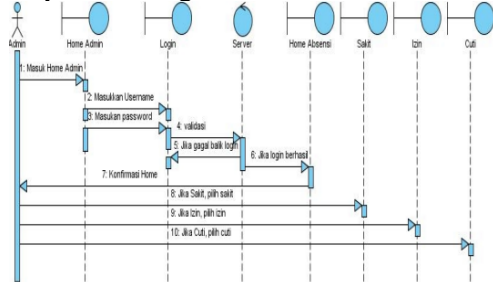 Admin
Home Admin
Login
Server
Home Absensi
Sakit
Izin
Cuti
1: Masuk Home Admin
2: Masukkan Username
3: Masukan password
4: validasi
5: Jika gagal balik login
6: Jika login berhasil
7: Konfirmasi Home
8: Jika Sakit, pilih sakit
9: Jika Izin, pilih izin
10: Jika Cuti, pilih cuti